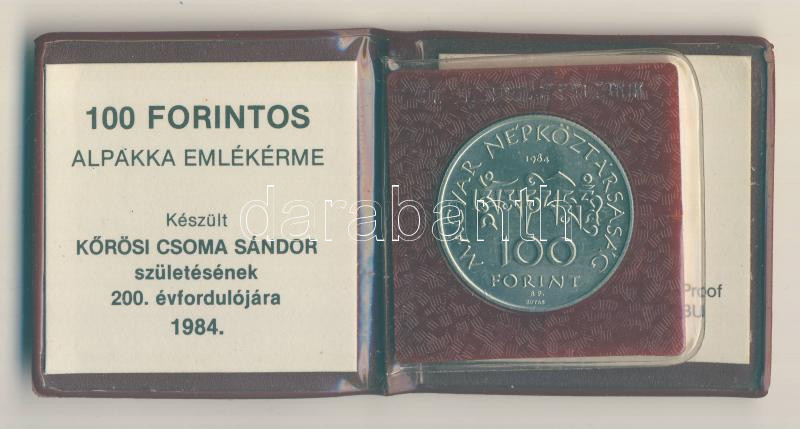 100 FORINTOS
ALPAKKA EMLÉKÉRME
Készült
KŐRÖSI CSOMA SÁNDOR
születésének
200. évfordulójára
1984.
MAGYAR NÉPKÖZTÁRSASÁG
1984
100
FORINT
B.P.
Proof
BU
darabanth